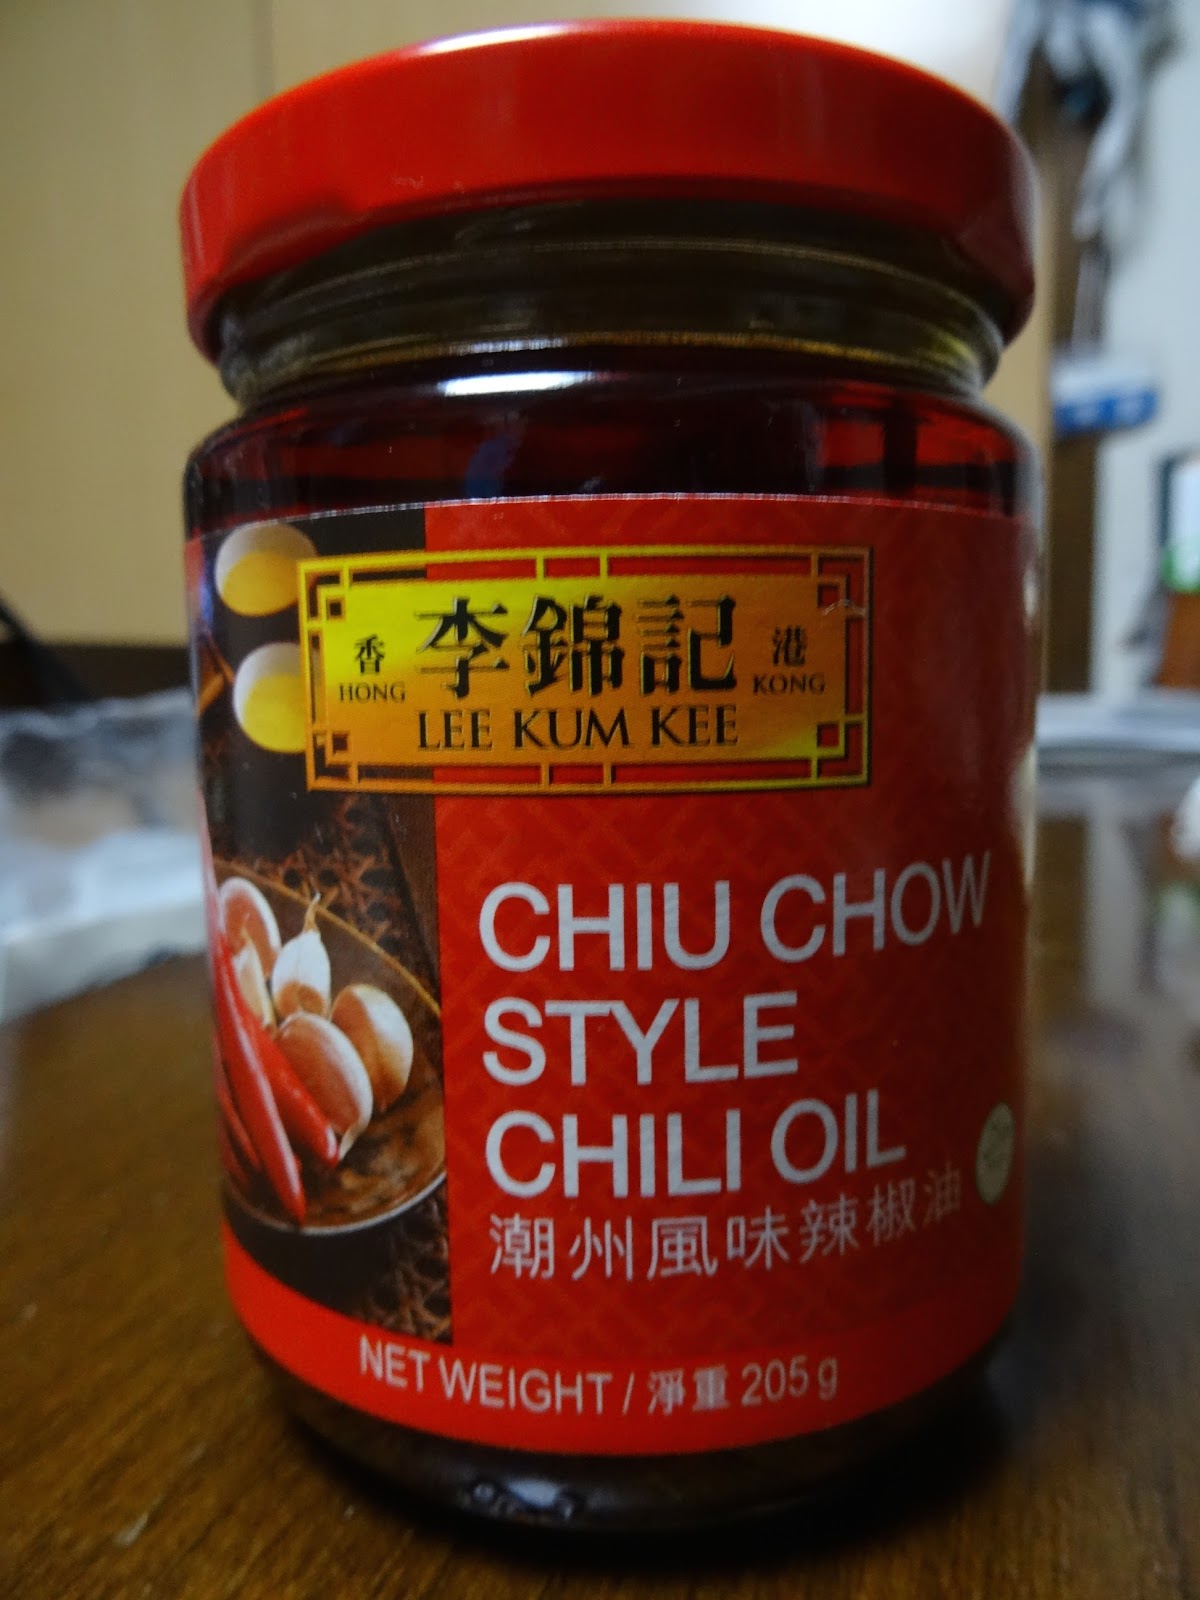 香 李錦記 港
HONG LEE KUM KEE KONG
CHIU CHOW
STYLE
CHILI OIL
潮州風味辣椒油
NET WEIGHT / 淨重 205 g